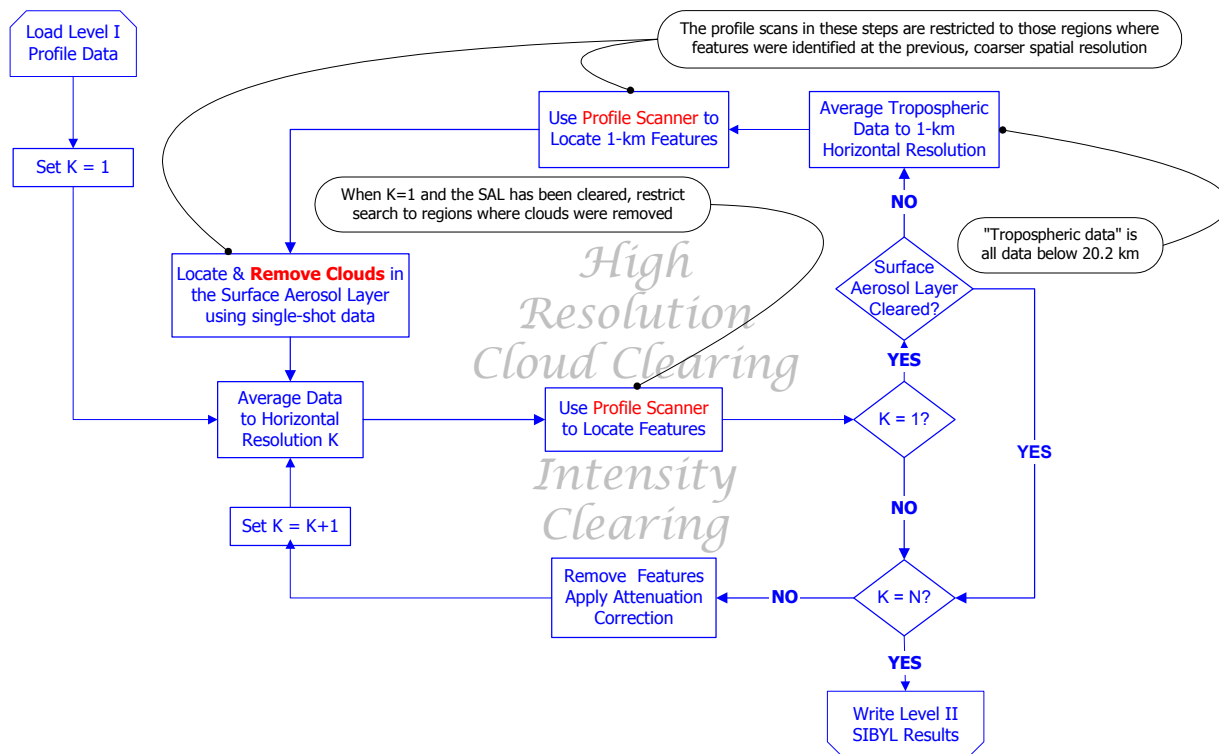 Load Level I
Profile Data
The profile scans in these steps are restricted to those regions where
features were identified at the previous, coarser spatial resolution
Use Profile Scanner to
Locate 1-km Features
Average Tropospheric
Data to 1-km
Horizontal Resolution
Set K = 1
When K=1 and the SAL has been cleared, restrict
search to regions where clouds were removed
NO
"Tropospheric data" is
all data below 20.2 km
Locate & Remove Clouds in
the Surface Aerosol Layer
using single-shot data
High
Resolution
Cloud Clearing
Surface
Aerosol Layer
Cleared?
YES
Average Data
to Horizontal
Resolution K
Use Profile Scanner
to Locate Features
K = 1?
YES
Intensity
Clearing
NO
Set K = K+1
Remove Features
Apply Attenuation
Correction
NO
K = N?
YES
Write Level II
SIBYL Results